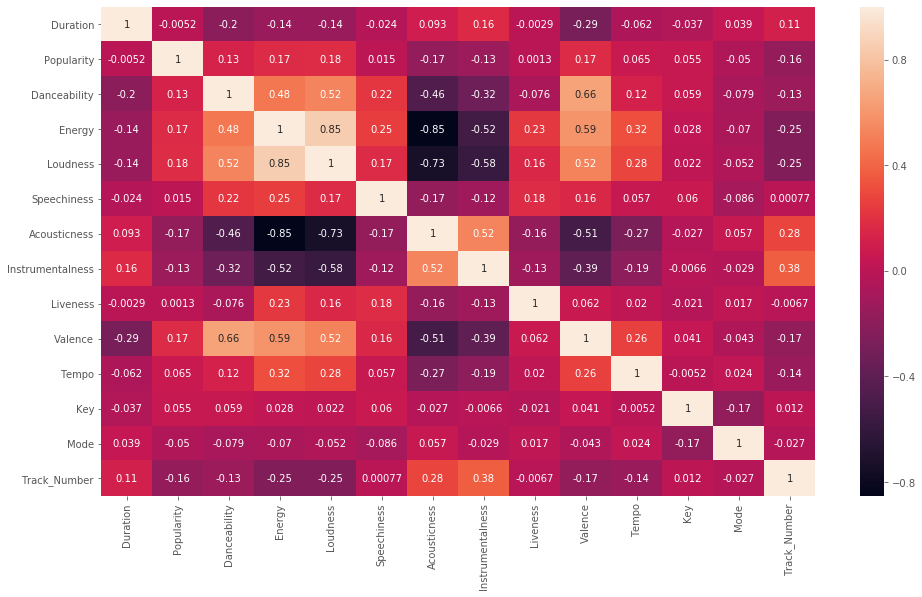 Duration 1 -0.0052 -0.2 -0.14 -0.14 -0.024 0.093 0.16 -0.0029 -0.29 -0.062 -0.037 0.039 0.11
Popularity -0.0052 1 0.13 0.17 0.18 0.015 -0.17 -0.13 0.0013 0.17 0.065 0.055 -0.05 -0.16
Danceability -0.2 0.13 1 0.48 0.52 0.22 -0.46 -0.32 -0.076 0.66 0.12 0.059 -0.079 -0.13
Energy -0.14 0.17 0.48 1 0.85 0.25 -0.85 -0.52 0.23 0.59 0.32 0.028 -0.07 -0.25
Loudness -0.14 0.18 0.52 0.85 1 0.17 -0.73 -0.58 0.16 0.52 0.28 0.022 -0.052 -0.25
Speechiness -0.024 0.015 0.22 0.25 0.17 1 -0.17 -0.12 0.18 0.16 0.057 0.06 -0.086 0.00077
Acousticness 0.093 -0.17 -0.46 -0.85 -0.73 -0.17 1 0.52 -0.16 -0.51 -0.27 -0.027 0.057 0.28
Instrumentalness 0.16 -0.13 -0.32 -0.52 -0.58 -0.12 0.52 1 -0.13 -0.39 -0.19 -0.0066 -0.029 0.38
Liveness -0.0029 0.0013 -0.076 0.23 0.16 0.18 -0.16 -0.13 1 0.062 0.02 -0.021 0.017 -0.0067
Valence -0.29 0.17 0.66 0.59 0.52 0.16 -0.51 -0.39 0.062 1 0.26 0.041 -0.043 -0.17
Tempo -0.062 0.065 0.12 0.32 0.28 0.057 -0.27 -0.19 0.02 0.26 1 -0.0052 0.024 -0.14
Key -0.037 0.055 0.059 0.028 0.022 0.06 -0.027 -0.0066 -0.021 0.041 -0.0052 1 -0.17 0.012
Mode 0.039 -0.05 -0.079 -0.07 -0.052 -0.086 0.057 -0.029 0.017 -0.043 0.024 -0.17 1 -0.027
Track_Number 0.11 -0.16 -0.13 -0.25 -0.25 0.00077 0.28 0.38 -0.0067 -0.17 -0.14 0.012 -0.027 1
Duration
Popularity
Danceability
Energy
Loudness
Speechiness
Acousticness
Instrumentalness
Liveness
Valence
Tempo
Key
Mode
Track_Number
0.8
0.4
0.0
−0.4
−0.8